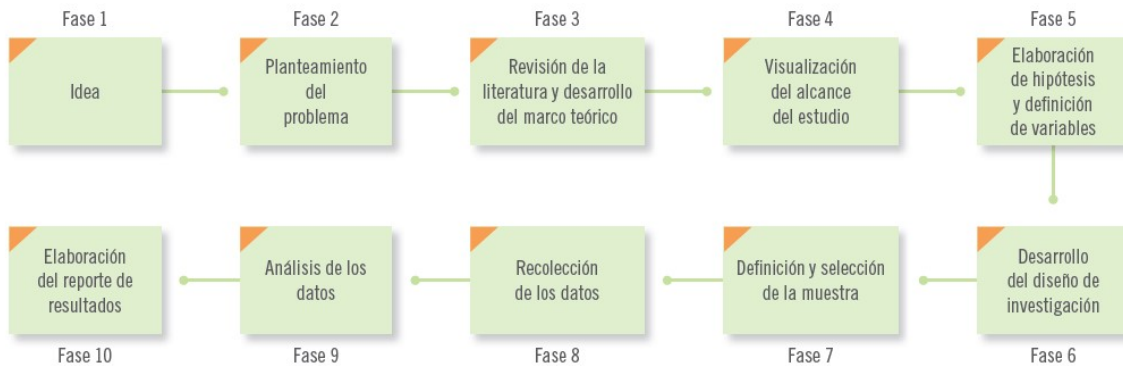 Fase 1
Idea
Fase 2
Planteamiento
del
problema
Fase 3
Revisión de la
literatura y desarrollo
del marco teórico
Fase 4
Visualización
del alcance
del estudio
Fase 5
Elaboración
de hipótesis
y definición
de variables
Desarrollo
del diseño de
investigación
Fase 6
Definición y selección
de la muestra
Fase 7
Recolección
de los datos
Fase 8
Análisis de los
datos
Fase 9
Elaboración
del reporte de
resultados
Fase 10